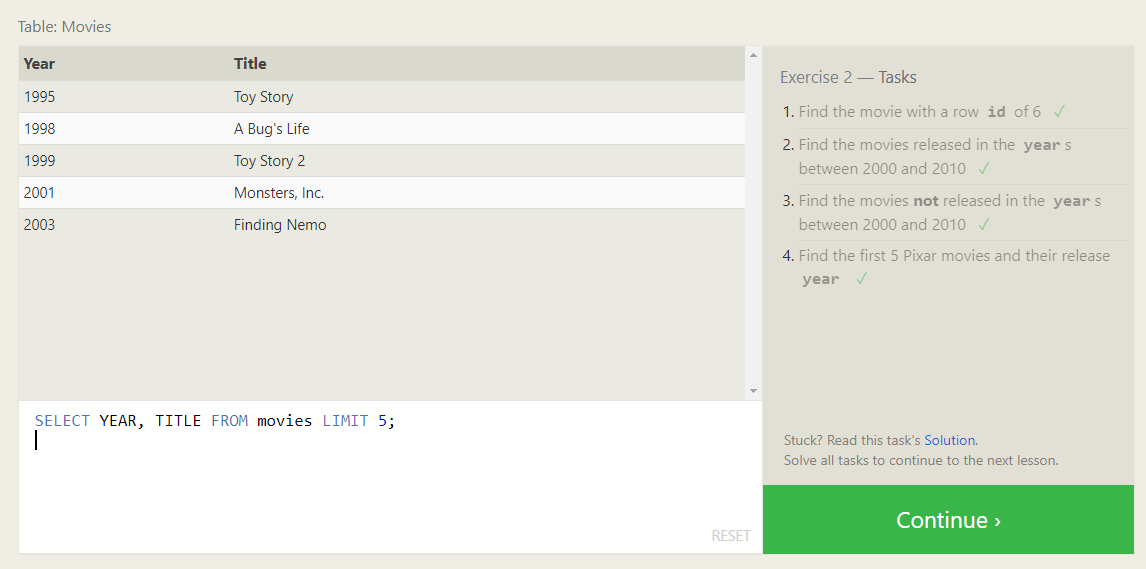 Table: Movies
Year Title
1995 Toy Story
1998 A Bug's Life
1999 Toy Story 2
2001 Monsters, Inc.
2003 Finding Nemo
SELECT YEAR, TITLE FROM movies LIMIT 5;
RESET
Exercise 2 — Tasks
1. Find the movie with a row id of 6 ✓
2. Find the movies released in the year s
between 2000 and 2010 ✓
3. Find the movies not released in the year s
between 2000 and 2010 ✓
4. Find the first 5 Pixar movies and their release
year ✓
Stuck? Read this task's Solution.
Solve all tasks to continue to the next lesson.
Continue ›